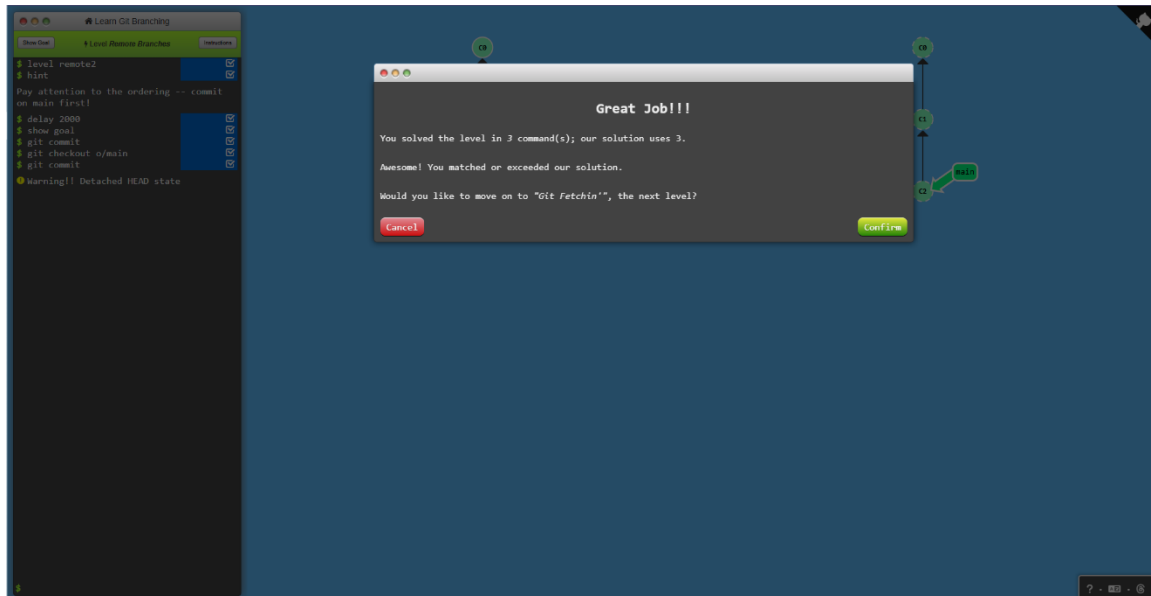 Learn Git Branching
Show Goal
Level Remote Branches
Instructions
$ level remote2
$ hint
Pay attention to the ordering -- commit
on main first!
$ delay 2000
$ show goal
$ git commit
$ git checkout o/main
$ git commit
Warning!! Detached HEAD state
$
C0
C0
C1
C2
main
Great Job!!!
You solved the level in 3 command(s); our solution uses 3.
Awesome! You matched or exceeded our solution.
Would you like to move on to "Git Fetchin'", the next level?
Cancel
Confirm
?